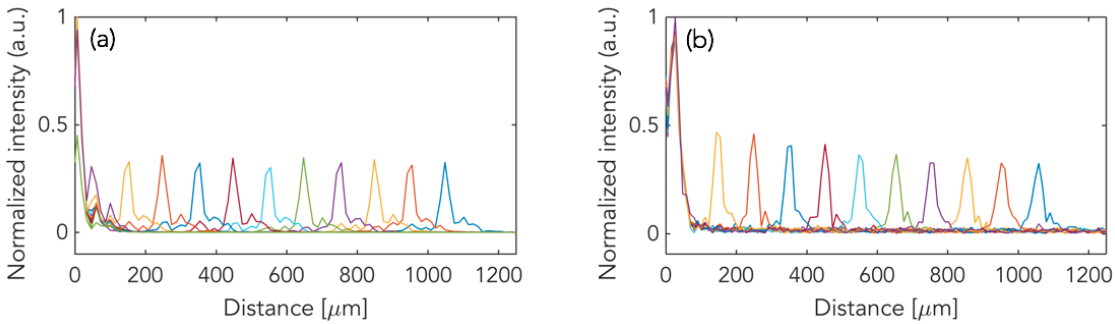 (a)
Normalized intensity (a.u.)
1
0.5
0
0 200 400 600 800 1000 1200
Distance [μm]
(b)
Normalized intensity (a.u.)
1
0.5
0
0 200 400 600 800 1000 1200
Distance [μm]